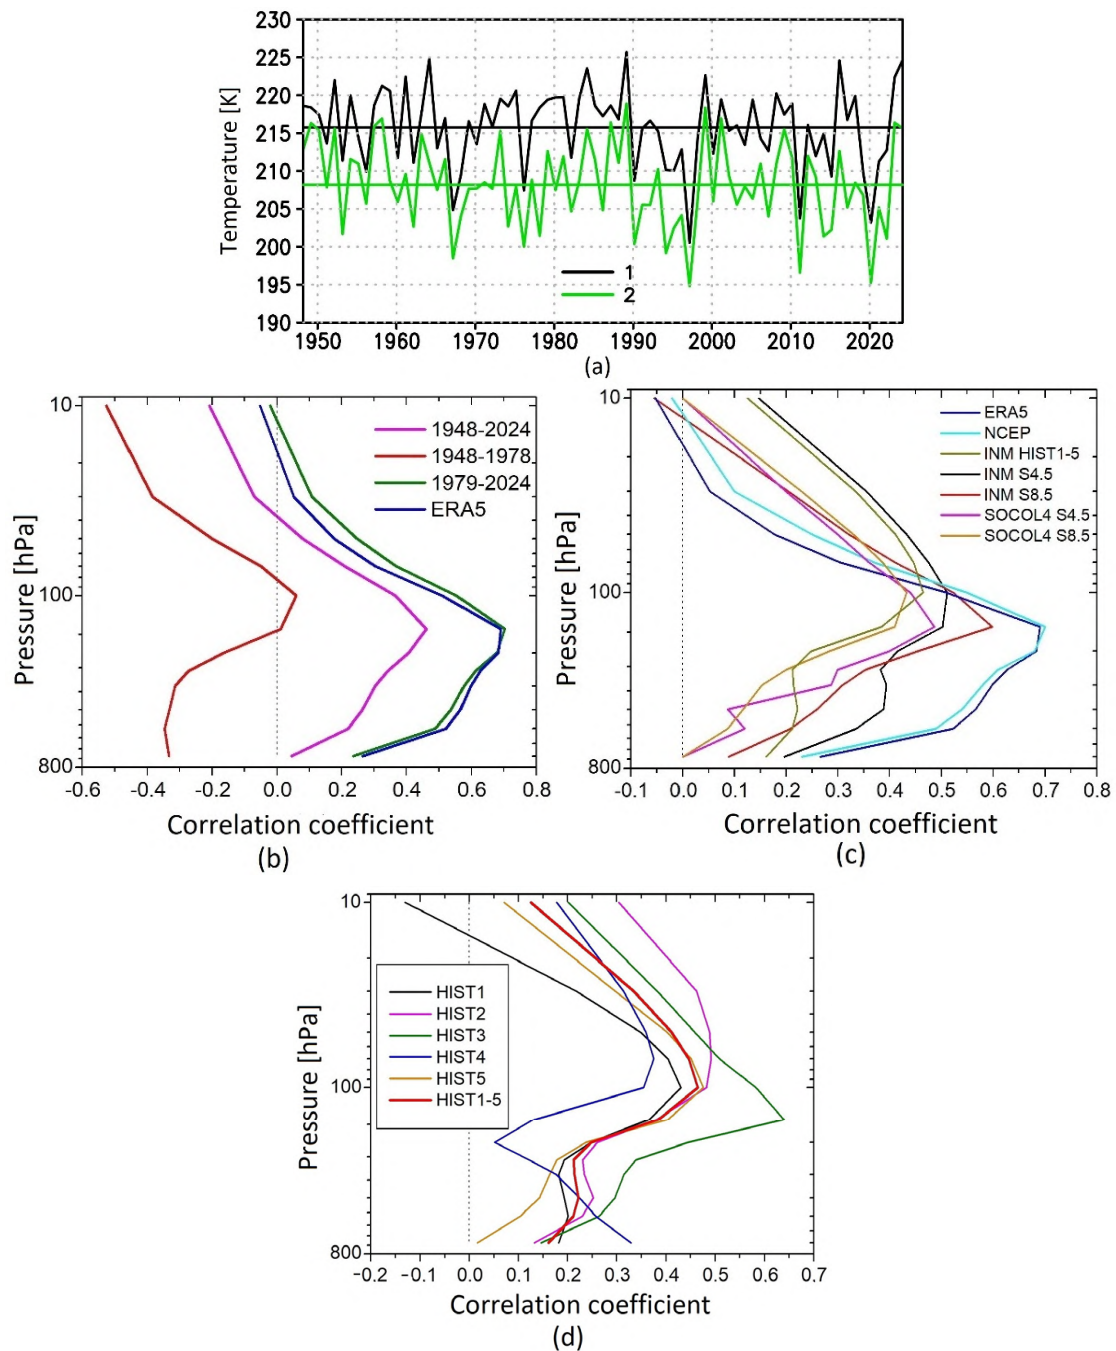 230
225
220
215
210
205
200
195
190
Temperature [K]
1
2
1950 1960 1970 1980 1990 2000 2010 2020
(a)
10
100
800
Pressure [hPa]
1948-2024
1948-1978
1979-2024
ERA5
-0.6 -0.4 -0.2 0.0 0.2 0.4 0.6 0.8
Correlation coefficient
(b)
10
100
800
Pressure [hPa]
ERA5
NCEP
INM HIST1-5
INM S4.5
INM S8.5
SOCOL4 S4.5
SOCOL4 S8.5
-0.1 0.0 0.1 0.2 0.3 0.4 0.5 0.6 0.7 0.8
Correlation coefficient
(c)
10
100
800
Pressure [hPa]
HIST1
HIST2
HIST3
HIST4
HIST5
HIST1-5
-0.2 -0.1 0.0 0.1 0.2 0.3 0.4 0.5 0.6 0.7
Correlation coefficient
(d)